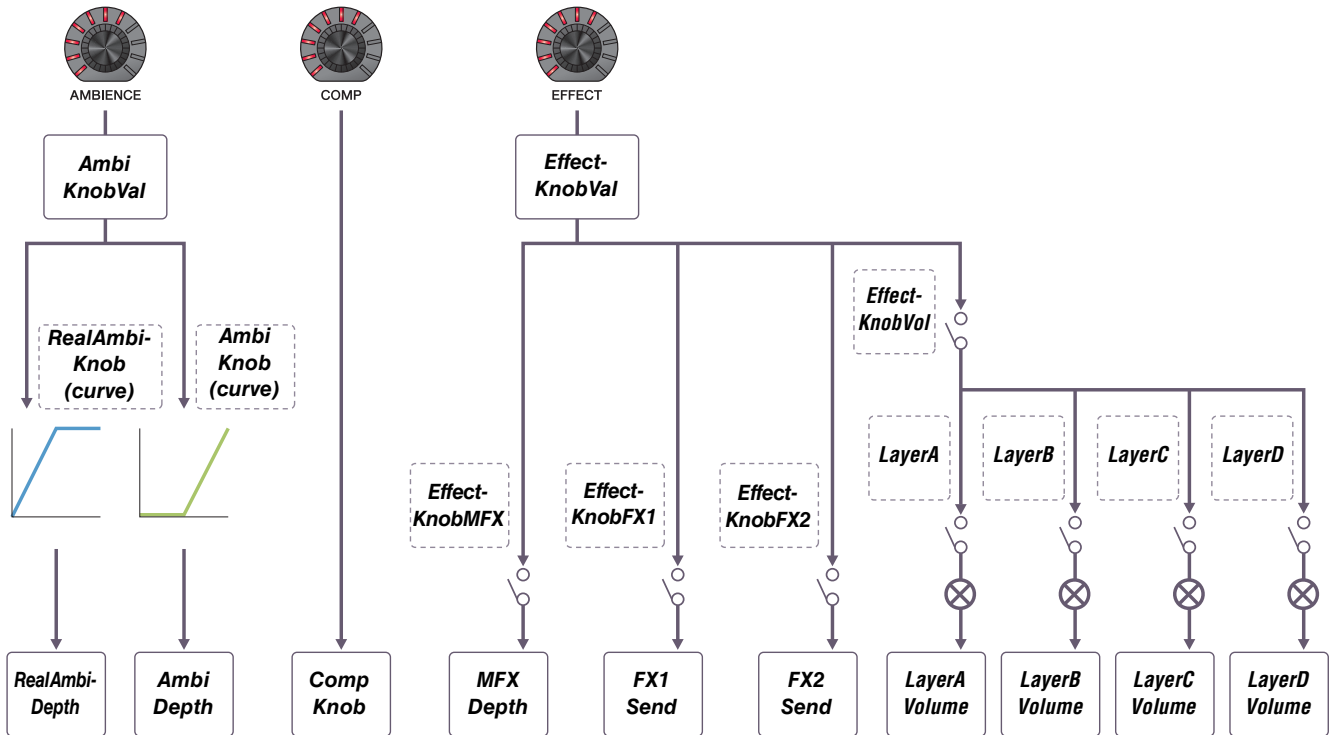 AMBIENCE
COMP
EFFECT
Ambi
KnobVal
Effect-
KnobVal
Effect-
KnobVol
RealAmbi-
Knob
(curve)
Ambi
Knob
(curve)
LayerA
LayerB
LayerC
LayerD
Effect-
KnobMFX
Effect-
KnobFX1
Effect-
KnobFX2
RealAmbi-
Depth
Ambi
Depth
Comp
Knob
MFX
Depth
FX1
Send
FX2
Send
LayerA
Volume
LayerB
Volume
LayerC
Volume
LayerD
Volume